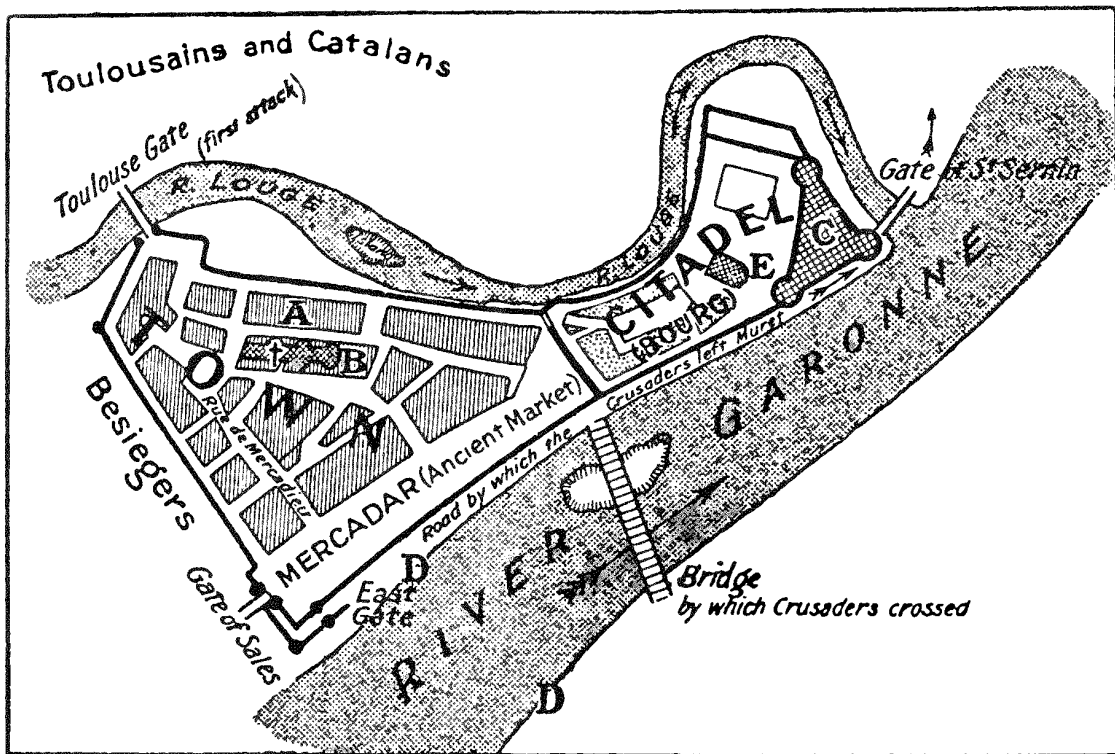 Toulousains and Catalans
Toulouse Gate
(first attack)
R. LOUGE
R. LOUGE
Gate of St Sernin
CITADEL
(BOURG)
C
E
A
B
t
TOWN
Rue de Mercadieu
Besiegers
MERCADAR (Ancient Market)
Road by which the Crusaders left Muret
RIVER GARONNE
Gate of Sales
East
Gate
D
D
Bridge
by which Crusaders crossed